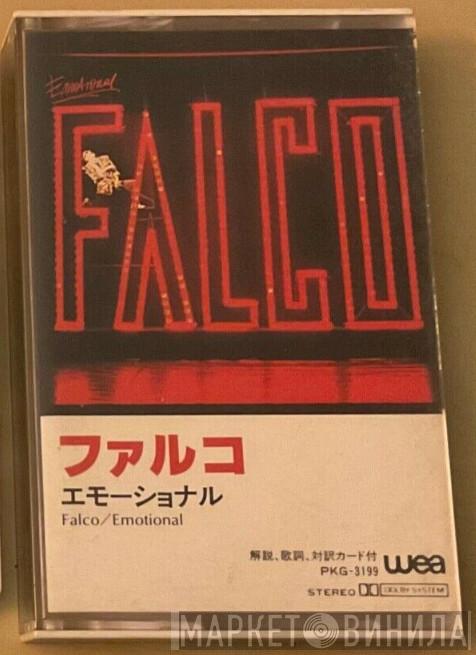 Emotional
FALCO
ファルコ
エモーショナル
Falco/Emotional
解説、歌詞、対訳カード付
PKG-3199
wea
STEREO DOLBY SYSTEM
МАРКЕТ ВИНИЛА